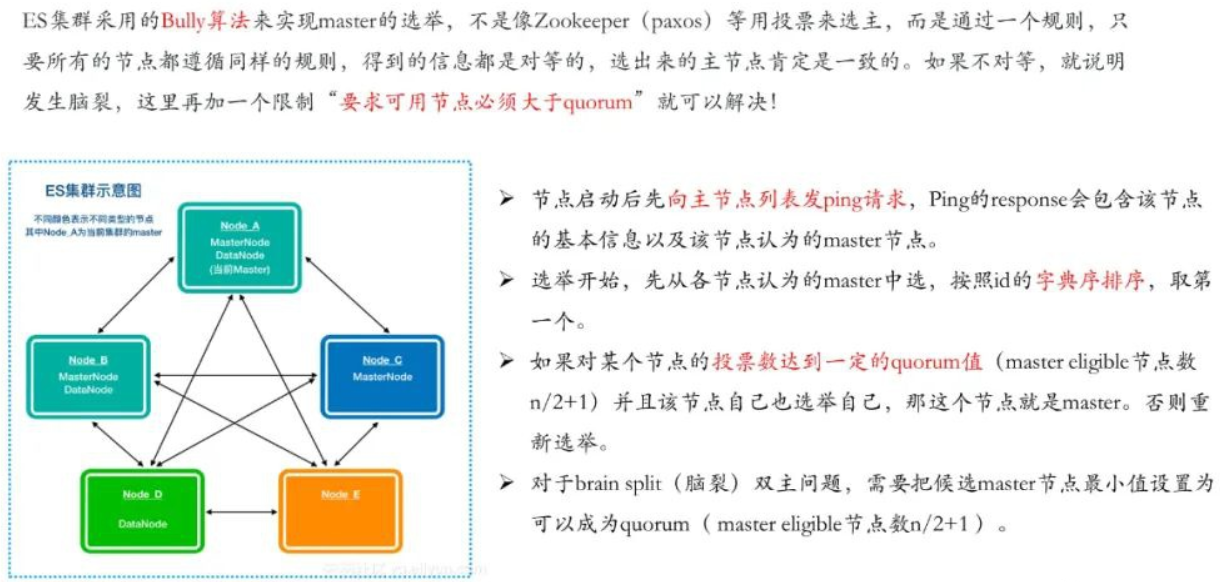 ES集群采用的Bully算法来实现master的选举，不是像Zookeeper（paxos）等用投票来选主，而是通过一个规则，只
要所有的节点都遵循同样的规则，得到的信息都是对等的，选出来的主节点肯定是一致的。如果不对等，就说明
发生脑裂，这里再加一个限制“要求可用节点必须大于quorum”就可以解决！
ES集群示意图
不同颜色表示不同类型的节点
其中Node_A为当前集群的master
Node_A
MasterNode
DataNode
(当前Master)
Node_B
MasterNode
DataNode
Node_C
MasterNode
Node_D
DataNode
Node_E
➢ 节点启动后先向主节点列表发ping请求，Ping的response会包含该节点
的基本信息以及该节点认为的master节点。
➢ 选举开始，先从各节点认为的master中选，按照id的字典序排序，取第
一个。
➢ 如果对某个节点的投票数达到一定的quorum值（master eligible节点数
n/2+1）并且该节点自己也选举自己，那这个节点就是master。否则重
新选举。
➢ 对于brain split（脑裂）双主问题，需要把候选master节点最小值设置为
可以成为quorum（ master eligible节点数n/2+1 ）。